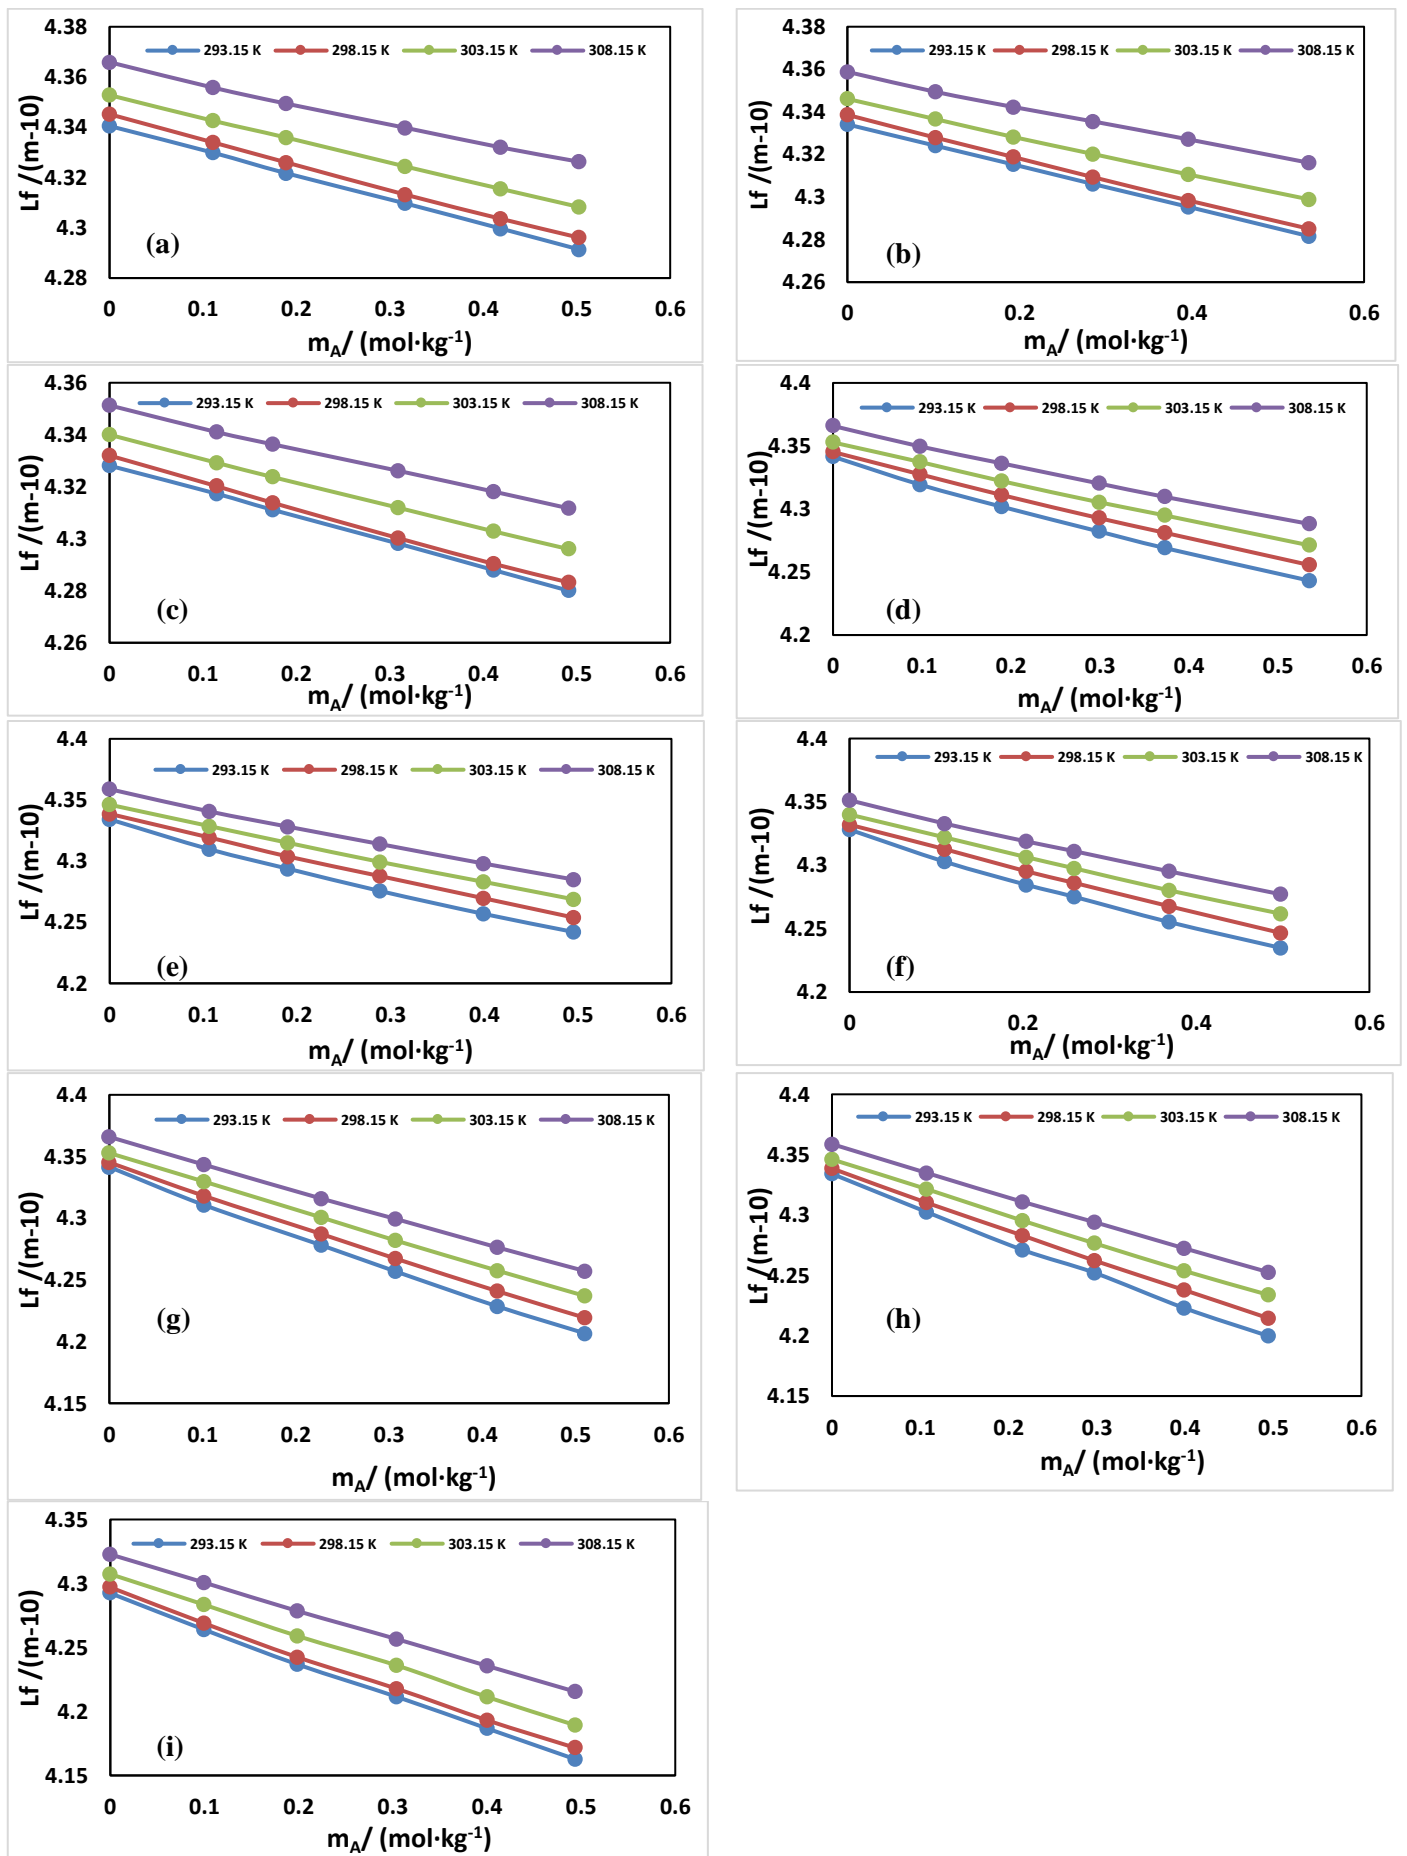 4.38
4.36
4.34
4.32
4.3
4.28
Lf /(m-10)
293.15 K 298.15 K 303.15 K 308.15 K
(a)
0 0.1 0.2 0.3 0.4 0.5 0.6
mA/ (mol·kg-1)
4.38
4.36
4.34
4.32
4.3
4.28
4.26
Lf /(m-10)
293.15 K 298.15 K 303.15 K 308.15 K
(b)
0 0.2 0.4 0.6
mA/ (mol·kg-1)
4.36
4.34
4.32
4.3
4.28
4.26
Lf /(m-10)
293.15 K 298.15 K 303.15 K 308.15 K
(c)
0 0.1 0.2 0.3 0.4 0.5 0.6
mA/ (mol·kg-1)
4.4
4.35
4.3
4.25
4.2
Lf /(m-10)
293.15 K 298.15 K 303.15 K 308.15 K
(d)
0 0.1 0.2 0.3 0.4 0.5 0.6
mA/ (mol·kg-1)
4.4
4.35
4.3
4.25
4.2
Lf /(m-10)
293.15 K 298.15 K 303.15 K 308.15 K
(e)
0 0.1 0.2 0.3 0.4 0.5 0.6
mA/ (mol·kg-1)
4.4
4.35
4.3
4.25
4.2
Lf /(m-10)
293.15 K 298.15 K 303.15 K 308.15 K
(f)
0 0.2 0.4 0.6
mA/ (mol·kg-1)
4.4
4.35
4.3
4.25
4.2
4.15
Lf /(m-10)
293.15 K 298.15 K 303.15 K 308.15 K
(g)
0 0.1 0.2 0.3 0.4 0.5 0.6
mA/ (mol·kg-1)
4.4
4.35
4.3
4.25
4.2
4.15
Lf /(m-10)
293.15 K 298.15 K 303.15 K 308.15 K
(h)
0 0.1 0.2 0.3 0.4 0.5 0.6
mA/ (mol·kg-1)
4.35
4.3
4.25
4.2
4.15
Lf /(m-10)
293.15 K 298.15 K 303.15 K 308.15 K
(i)
0 0.1 0.2 0.3 0.4 0.5 0.6
mA/ (mol·kg-1)